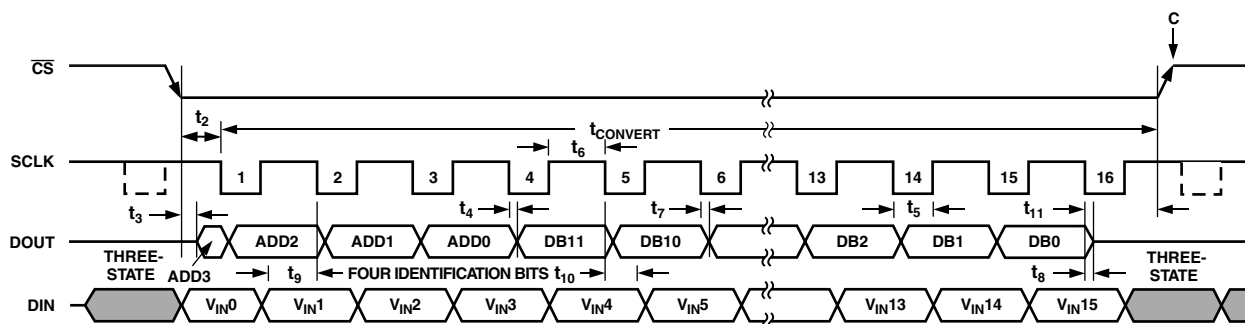 C
CS
t2
tCONVERT
t6
SCLK
1 2 3 4 5 6 13 14 15 16
t3 t4 t7 t5 t11
DOUT
ADD2 ADD1 ADD0 DB11 DB10 DB2 DB1 DB0
THREE-
STATE
ADD3
t9
FOUR IDENTIFICATION BITS
t10
t8
THREE-
STATE
DIN
VIN0 VIN1 VIN2 VIN3 VIN4 VIN5 VIN13 VIN14 VIN15